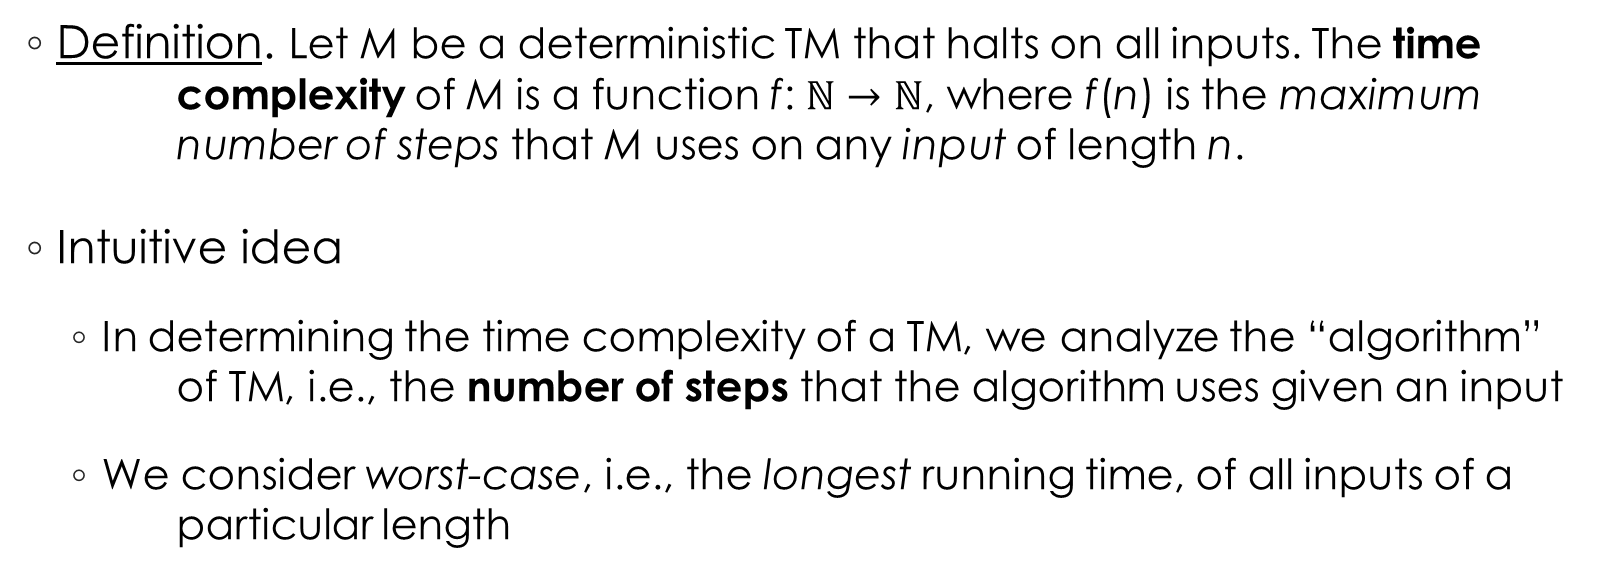 ◦ Definition. Let M be a deterministic TM that halts on all inputs. The time
complexity of M is a function f: ℕ → ℕ, where f(n) is the maximum
number of steps that M uses on any input of length n.
◦ Intuitive idea
◦ In determining the time complexity of a TM, we analyze the “algorithm”
of TM, i.e., the number of steps that the algorithm uses given an input
◦ We consider worst-case, i.e., the longest running time, of all inputs of a
particular length